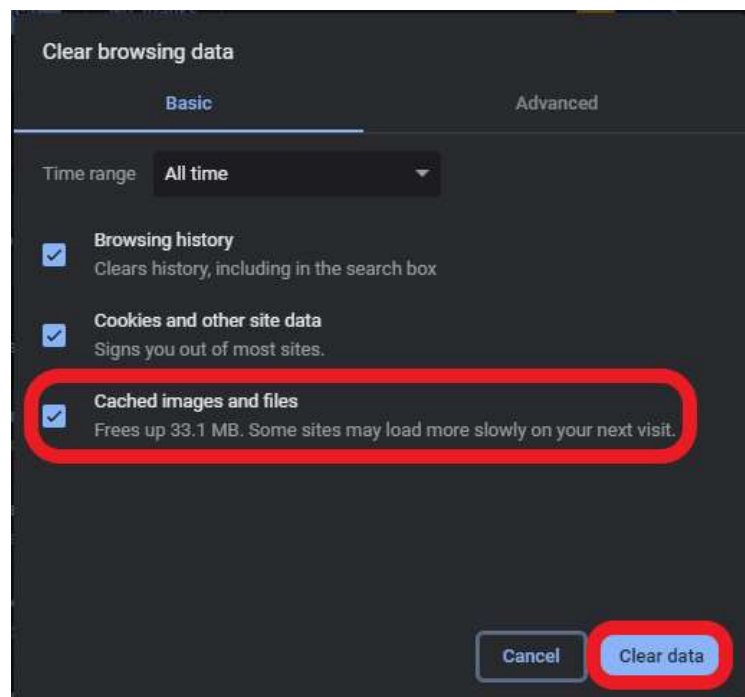 Clear browsing data
Basic
Advanced
Time range
All time
Browsing history
Clears history, including in the search box
Cookies and other site data
Signs you out of most sites.
Cached images and files
Frees up 33.1 MB. Some sites may load more slowly on your next visit.
Cancel
Clear data